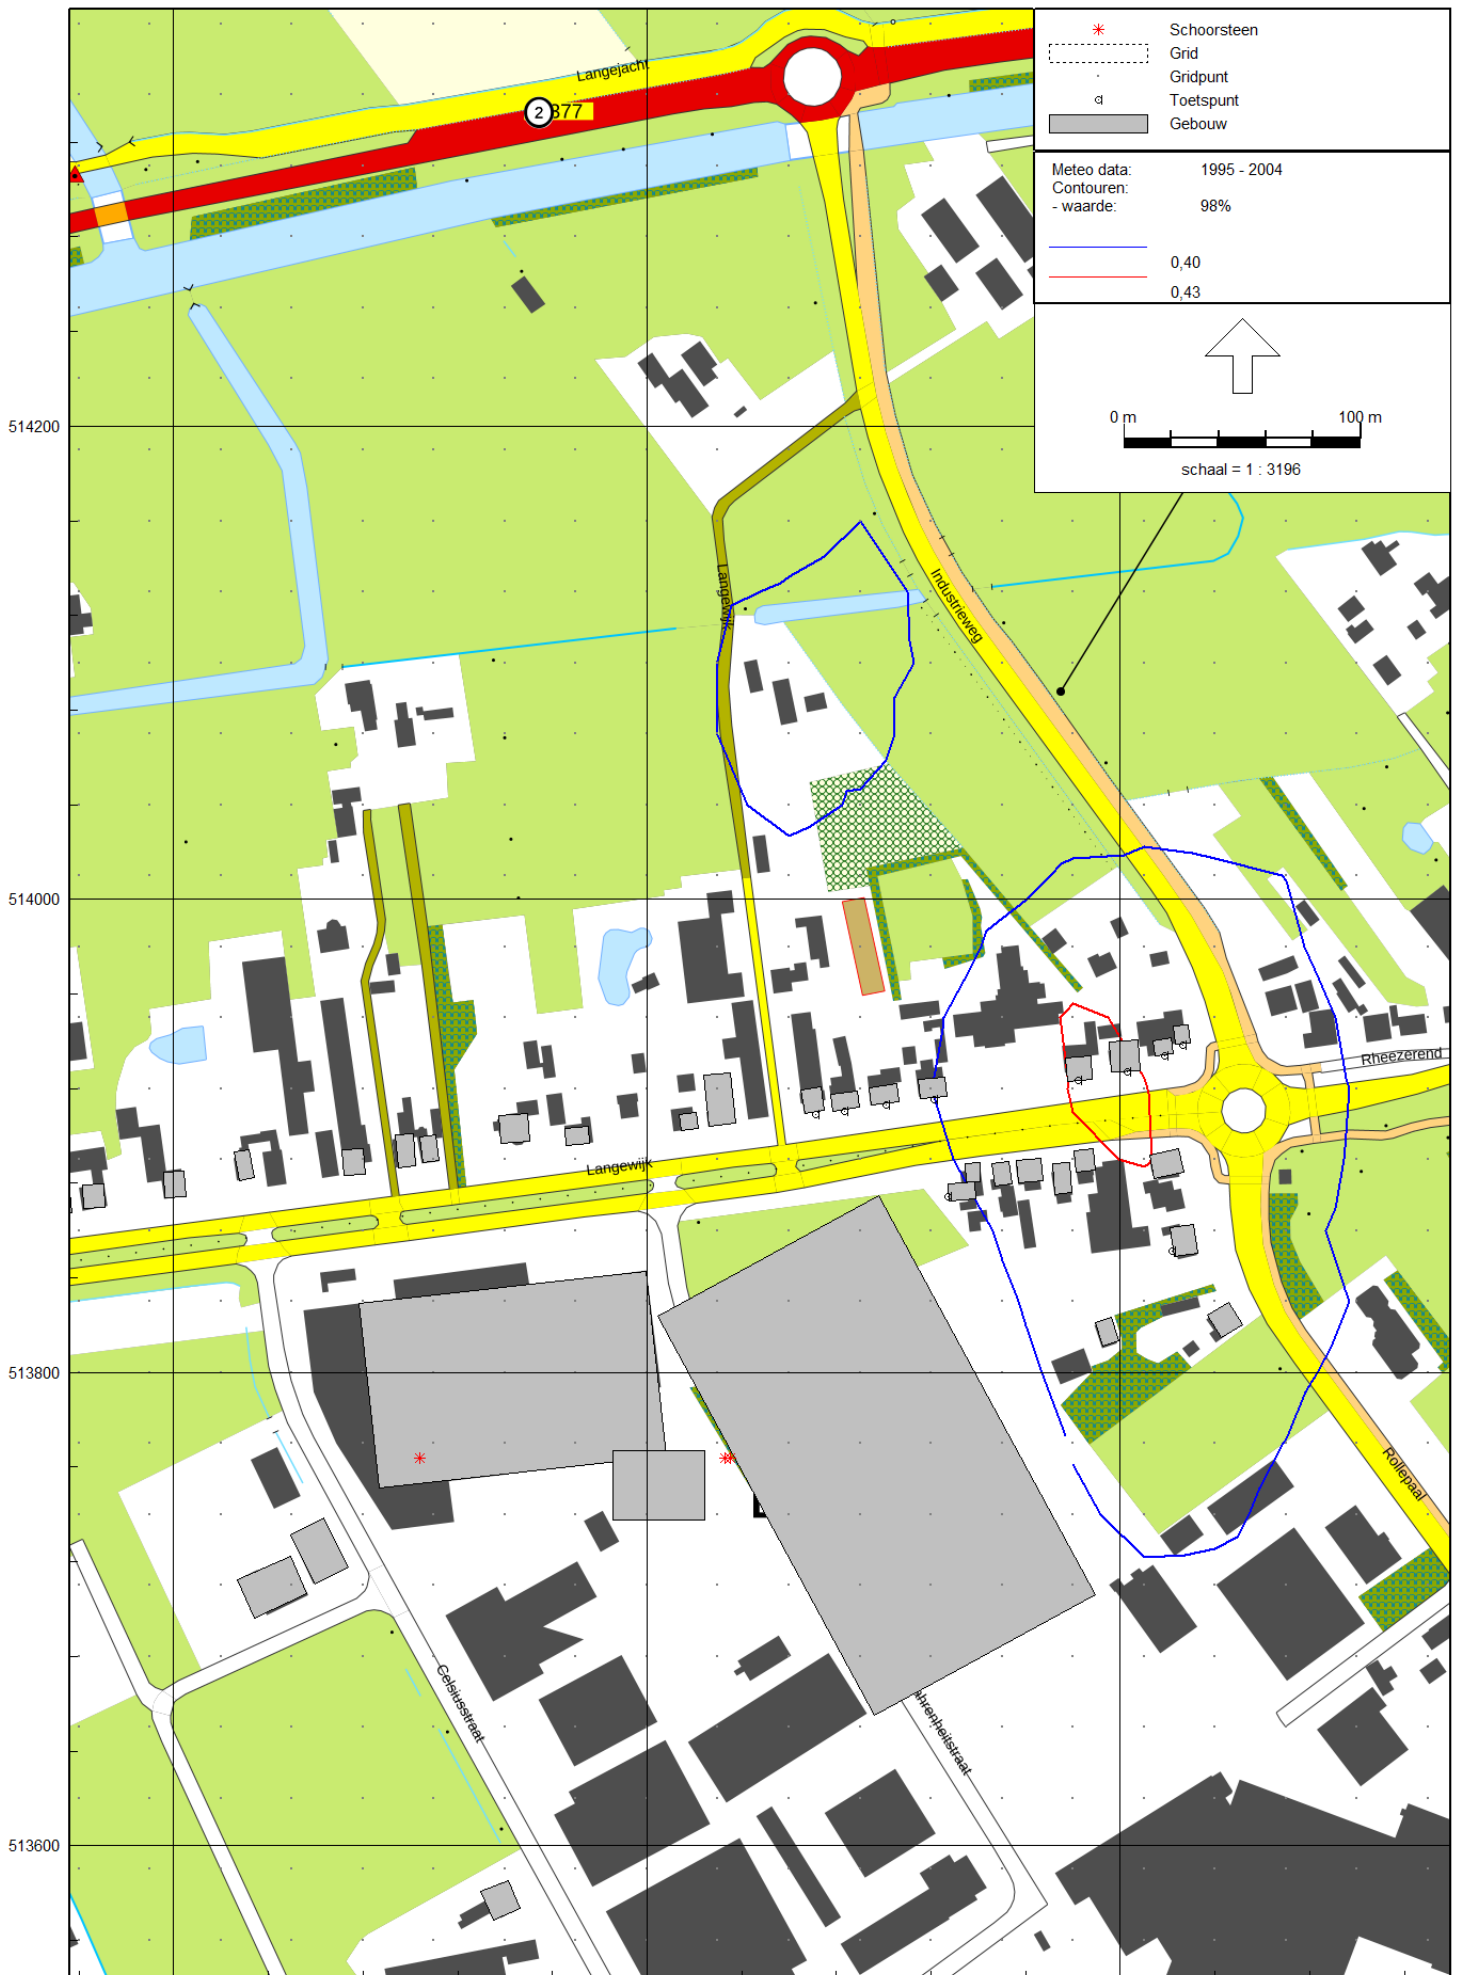 Schoorsteen
Grid
Gridpunt
Toetspunt
Gebouw
Meteo data: 1995 - 2004
Contouren:
- waarde: 98%
0,40
0,43
0 m 100 m
schaal = 1 : 3196
Langejacht
2
377
514200
Langewijk
Industrieweg
514000
Rheezerend
Langewijk
513800
Rollepaal
Celsiusstraat
ahrenheitstraat
513600